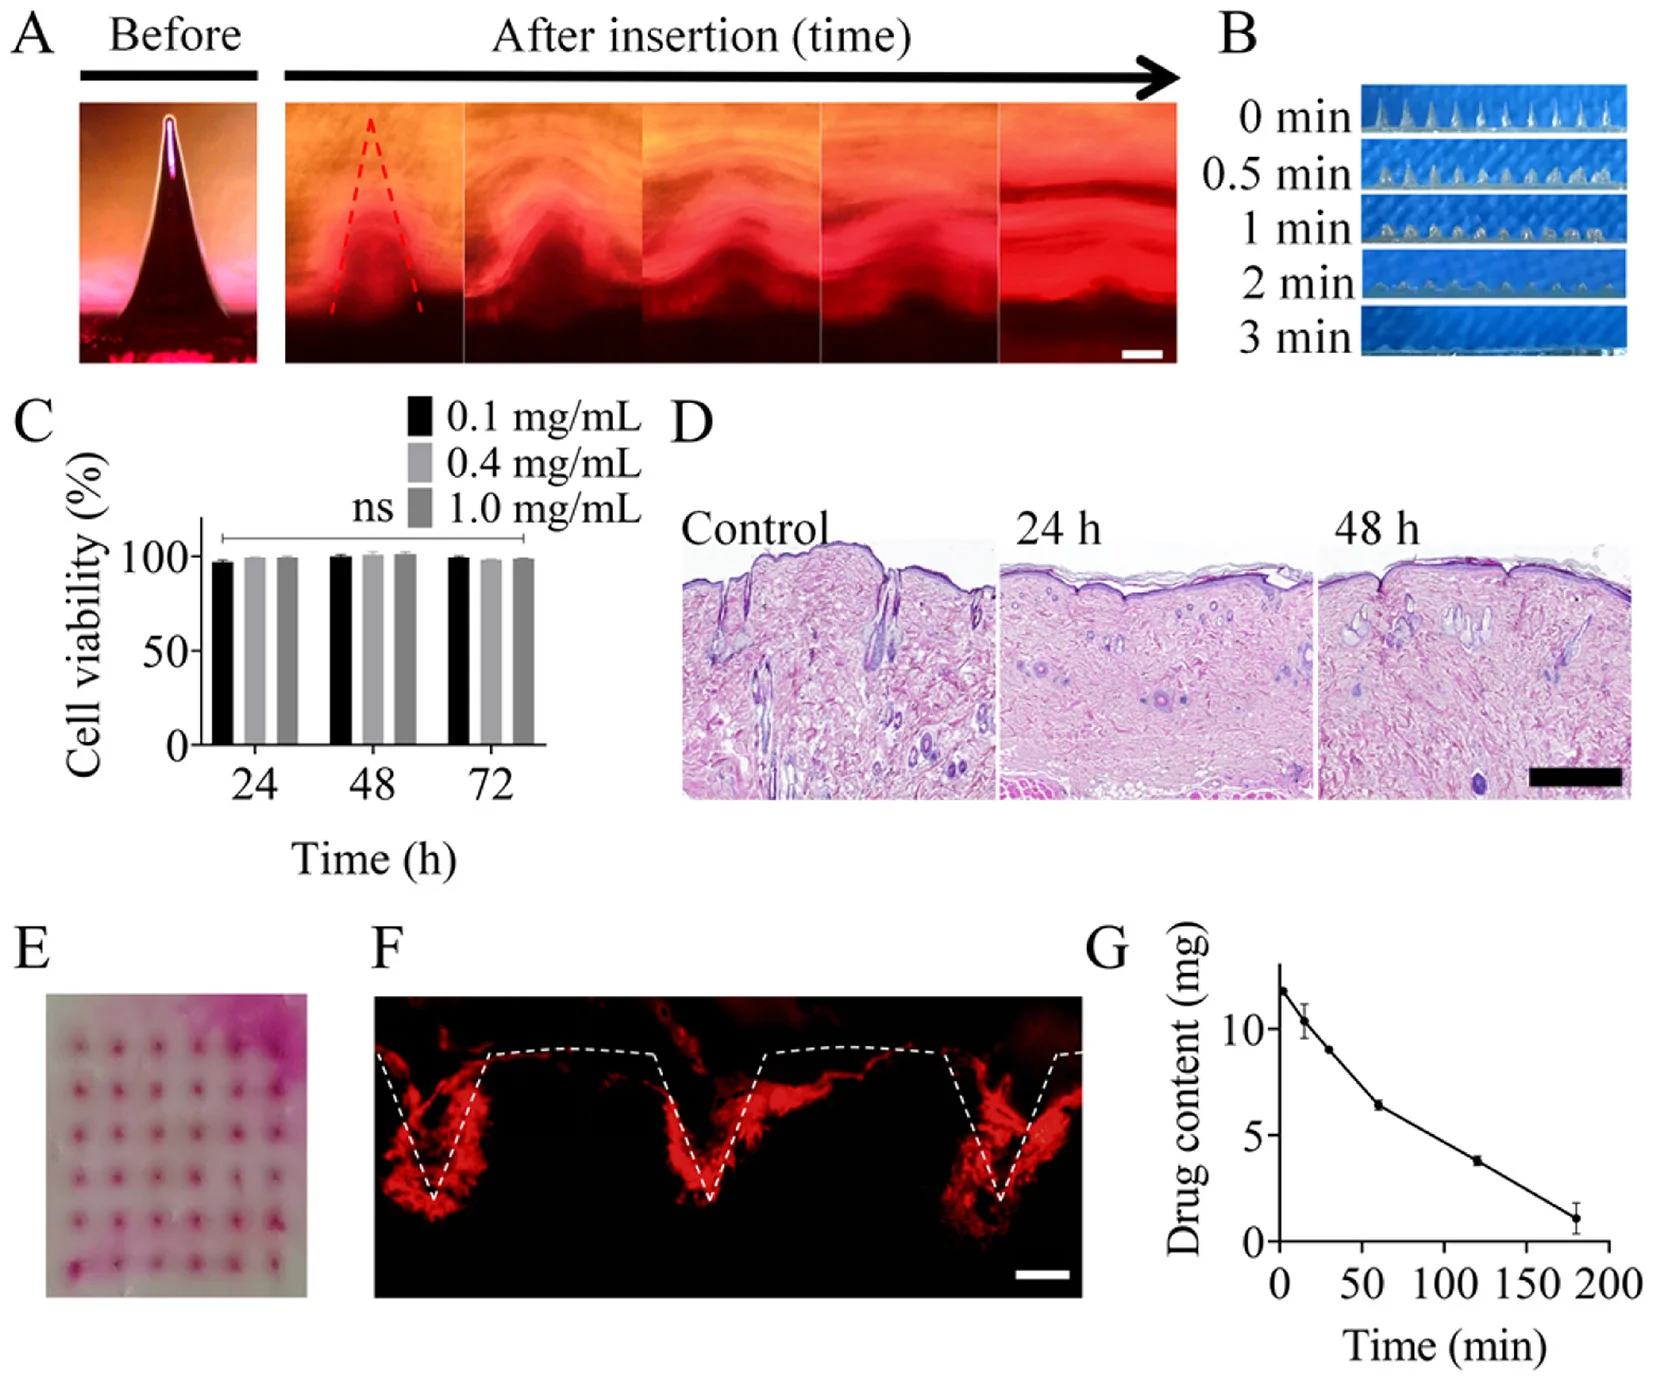 A
Before
After insertion (time)
B
0 min
0.5 min
1 min
2 min
3 min
C
0.1 mg/mL
0.4 mg/mL
1.0 mg/mL
ns
Cell viability (%)
100
50
0
24 48 72
Time (h)
D
Control
24 h
48 h
E
F
G
Drug content (mg)
10
5
0
0 50 100 150 200
Time (min)